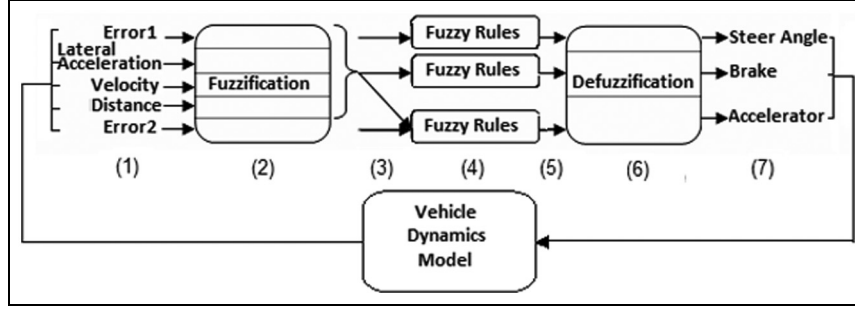 Error1
Lateral
Acceleration
Velocity
Distance
Error2
Fuzzification
Fuzzy Rules
Fuzzy Rules
Fuzzy Rules
Defuzzification
Steer Angle
Brake
Accelerator
(1)
(2)
(3)
(4)
(5)
(6)
(7)
Vehicle
Dynamics
Model